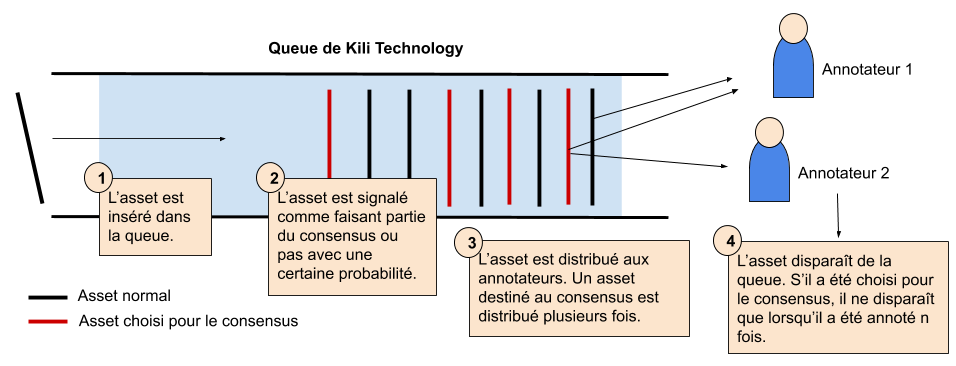 Queue de Kili Technology
Annotateur 1
Annotateur 2
1
L'asset est
inséré dans
la queue.
2
L'asset est signalé
comme faisant partie
du consensus ou
pas avec une
certaine probabilité.
3
L'asset est distribué aux
annotateurs. Un asset
destiné au consensus est
distribué plusieurs fois.
4
L'asset disparaît de la
queue. S'il a été choisi pour
le consensus, il ne disparaît
que lorsqu'il a été annoté n
fois.
Asset normal
Asset choisi pour le consensus